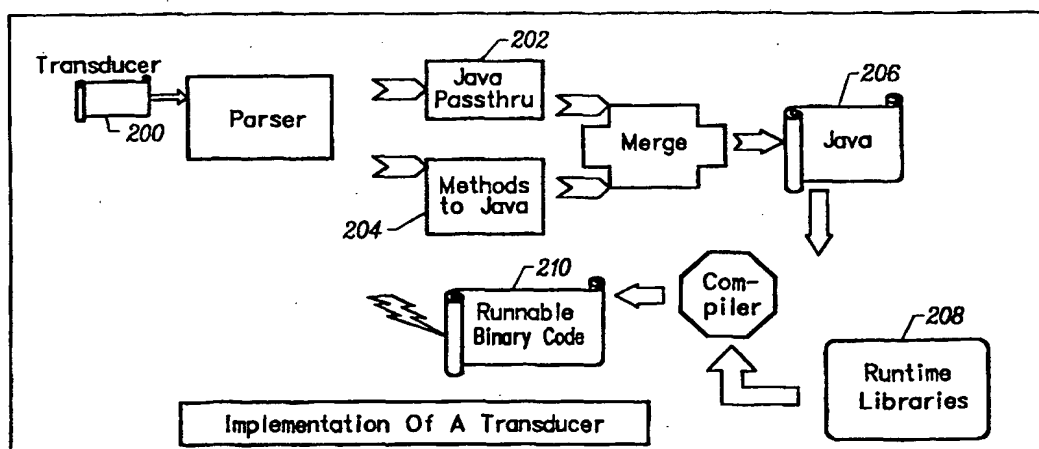 Transducer
200
Parser
202
Java
Passthru
204
Methods
to Java
Merge
206
Java
210
Runnable
Binary Code
Com-
piler
208
Runtime
Libraries
Implementation Of A Transducer